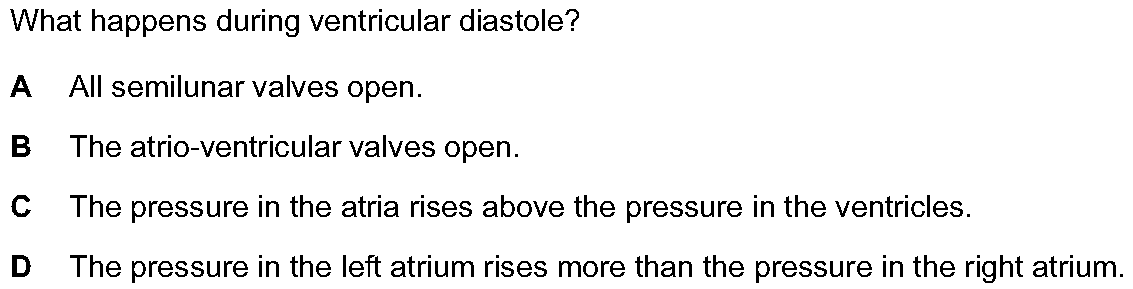 What happens during ventricular diastole?
A All semilunar valves open.
B The atrio-ventricular valves open.
C The pressure in the atria rises above the pressure in the ventricles.
D The pressure in the left atrium rises more than the pressure in the right atrium.